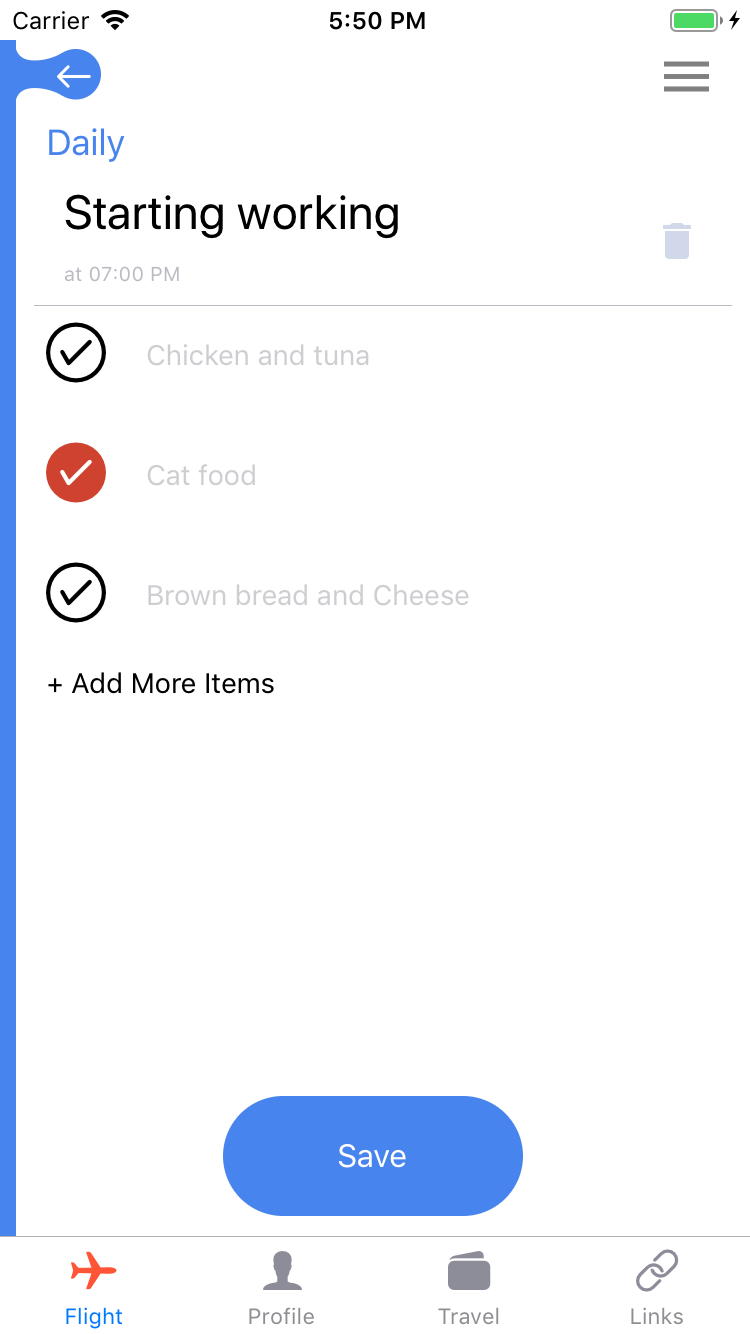 Carrier 5:50 PM
Daily
Starting working
at 07:00 PM
Chicken and tuna
Cat food
Brown bread and Cheese
+ Add More Items
Save
Flight Profile Travel Links